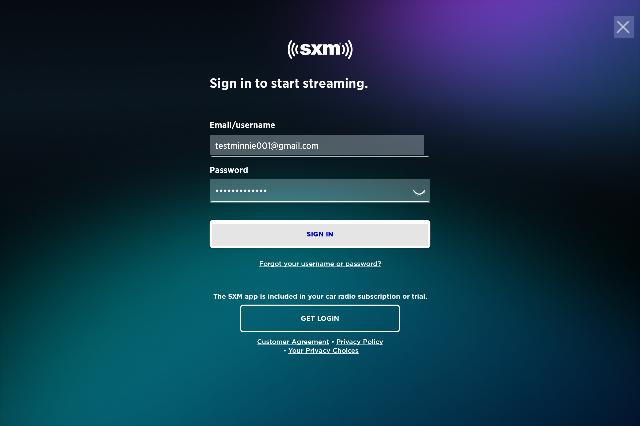 sxm
Sign in to start streaming.
Email/username
testminnie001@gmail.com
Password
•••••••••••••
SIGN IN
Forgot your username or password?
The SXM app is included in your car radio subscription or trial.
GET LOGIN
Customer Agreement • Privacy Policy
• Your Privacy Choices